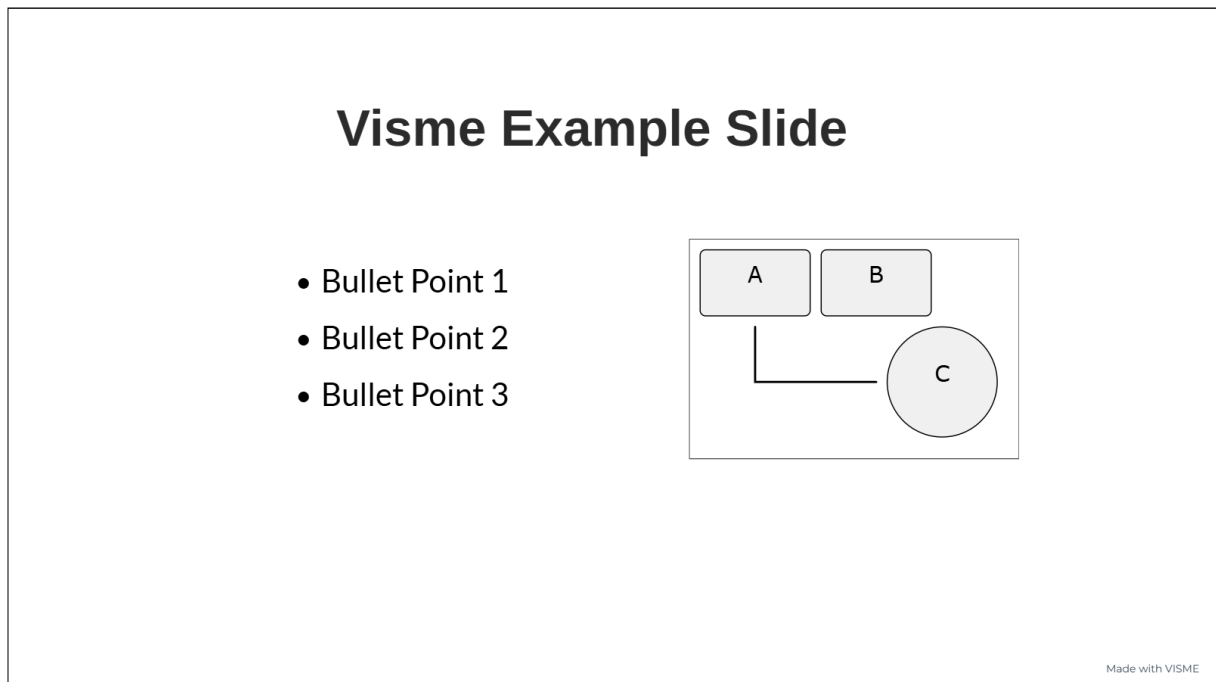 Visme Example Slide
• Bullet Point 1
• Bullet Point 2
• Bullet Point 3
A
B
C
Made with VISME